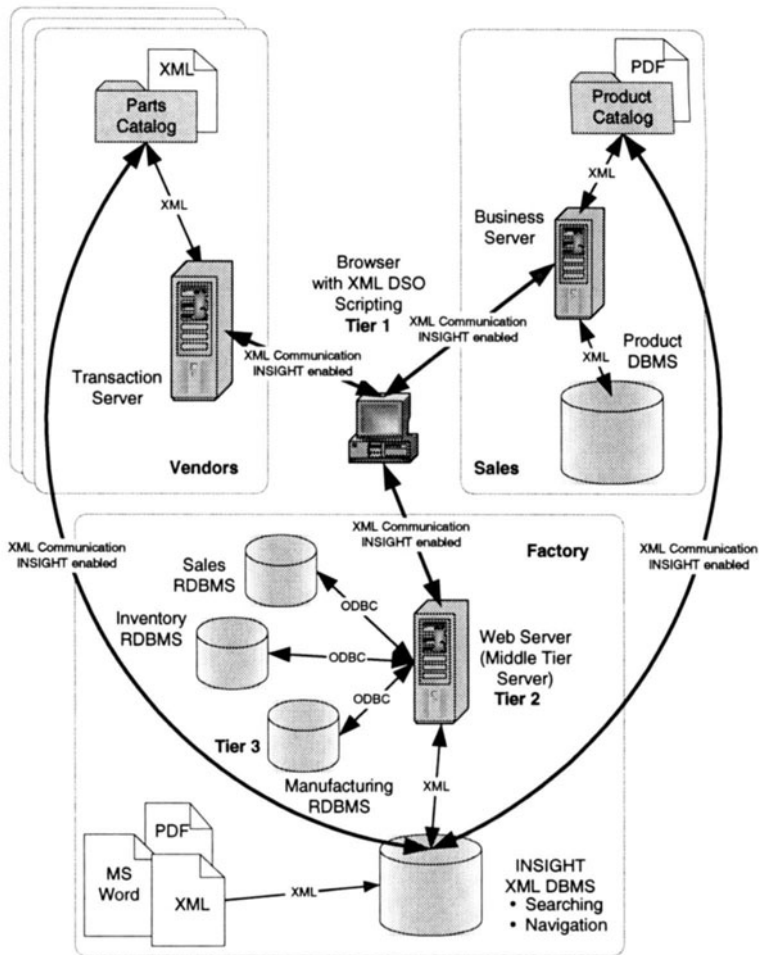 XML
Parts
Catalog
XML
Transaction
Server
Vendors
PDF
Product
Catalog
XML
Business
Server
XML
Product
DBMS
Sales
Browser
with XML DSO
Scripting
Tier 1
XML Communication
INSIGHT enabled
XML Communication
INSIGHT enabled
XML Communication
INSIGHT enabled
XML Communication
INSIGHT enabled
XML Communication
INSIGHT enabled
Factory
Sales
RDBMS
ODBC
Inventory
RDBMS
ODBC
ODBC
Web Server
(Middle Tier
Server)
Tier 2
Tier 3
Manufacturing
RDBMS
XML
PDF
MS
Word
XML
XML
INSIGHT
XML DBMS
• Searching
• Navigation